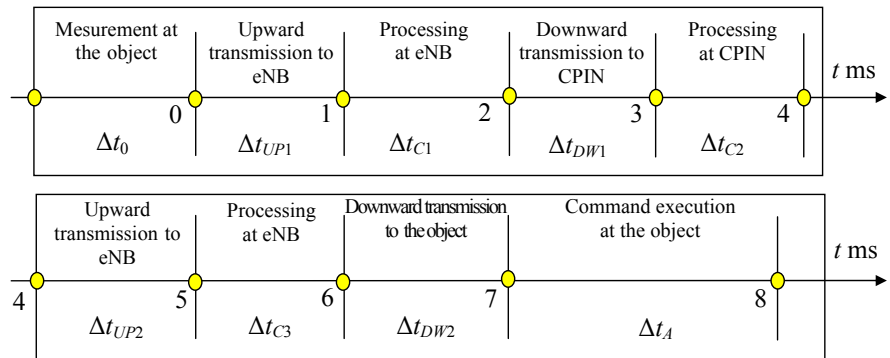 Mesurement at
the object
Upward
transmission to
eNB
Processing
at eNB
Downward
transmission to
CPIN
Processing
at CPIN
t ms
0
1
2
3
4
Δt0
ΔtUP1
ΔtC1
ΔtDW1
ΔtC2
Upward
transmission to
eNB
Processing
at eNB
Downward transmission
to the object
Command execution
at the object
t ms
4
5
6
7
8
ΔtUP2
ΔtC3
ΔtDW2
ΔtA